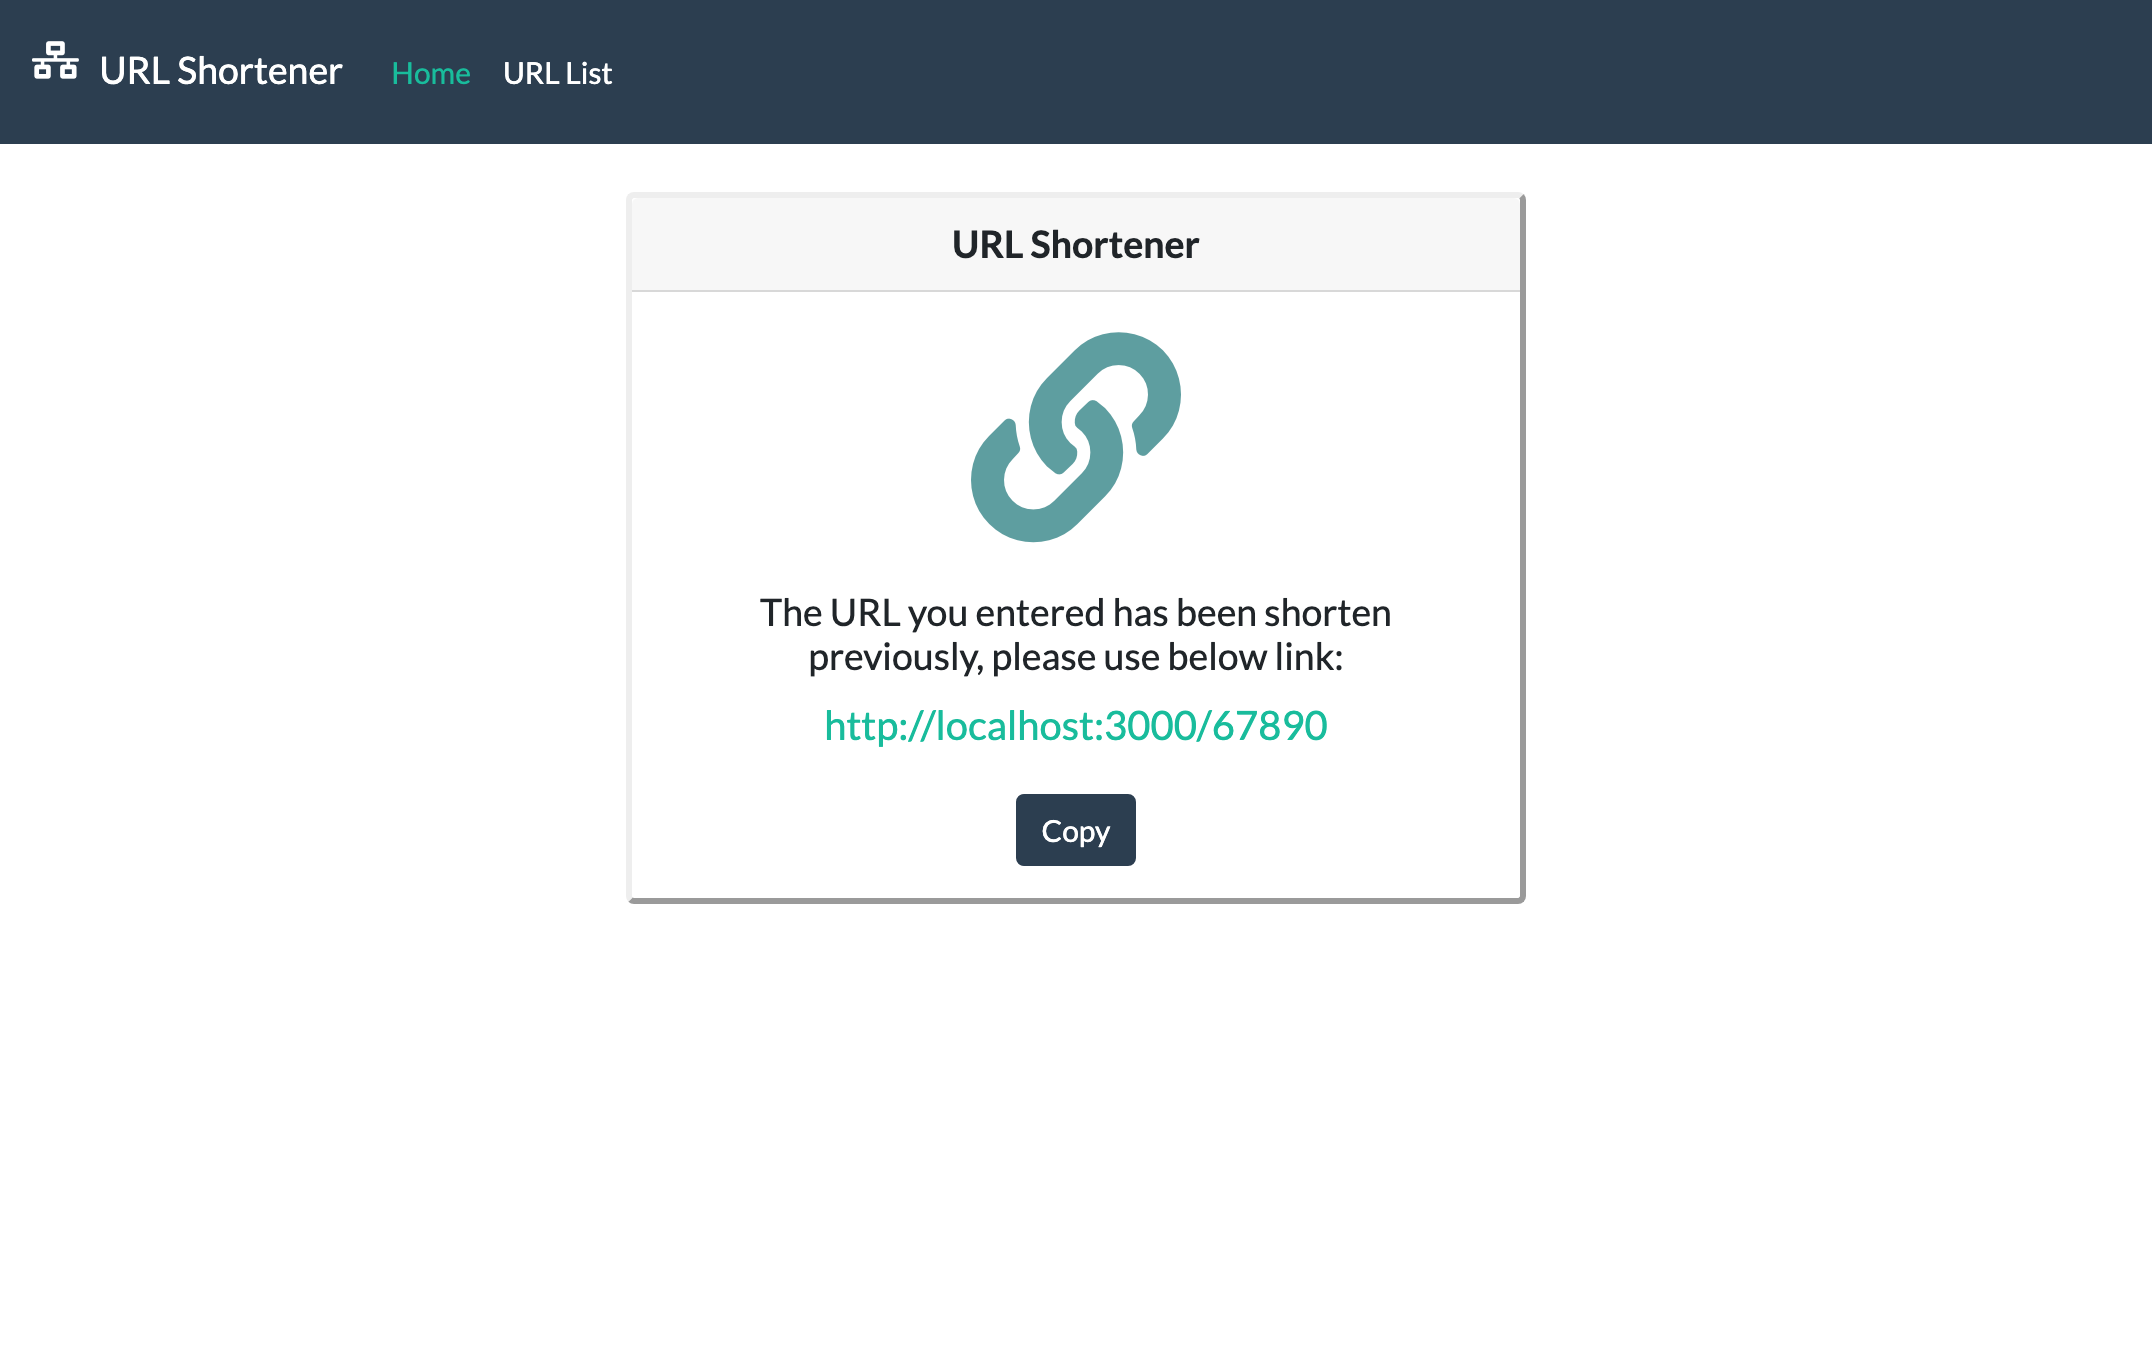 URL Shortener
Home
URL List
URL Shortener
The URL you entered has been shorten
previously, please use below link:
http://localhost:3000/67890
Copy